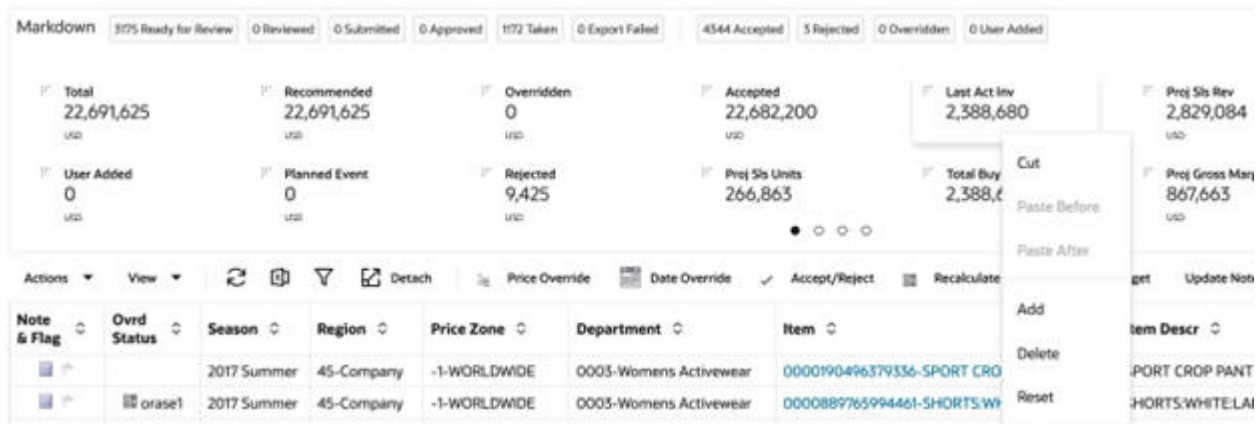 Markdown 3175 Ready for Review 0 Reviewed 0 Submitted 0 Approved 1172 Taken 0 Export Failed 4344 Accepted 3 Rejected 0 Overridden 0 User Added
Total Recommended Overridden Accepted Last Act Inv Proj Sls Rev
22,691,625 22,691,625 0 22,682,200 2,388,680 2,829,084
USD USD USD USD
User Added Planned Event Rejected Proj Sls Units Total Buy Proj Gross Marg
0 0 9,425 266,863 2,388,6 867,663
USD USD USD USD
Cut
Paste Before
Paste After
Add
Delete
Reset
Actions View Detach Price Override Date Override Accept/Reject Recalculate get Update Note
Note & Flag Ovrd Status Season Region Price Zone Department Item tem Descr
2017 Summer 45-Company -1-WORLDWIDE 0003-Womens Activewear 0000190496379336-SPORT CRO SPORT CROP PANT
orase1 2017 Summer 45-Company -1-WORLDWIDE 0003-Womens Activewear 0000889765994461-SHORTS:WH HORTS:WHITE:LAI